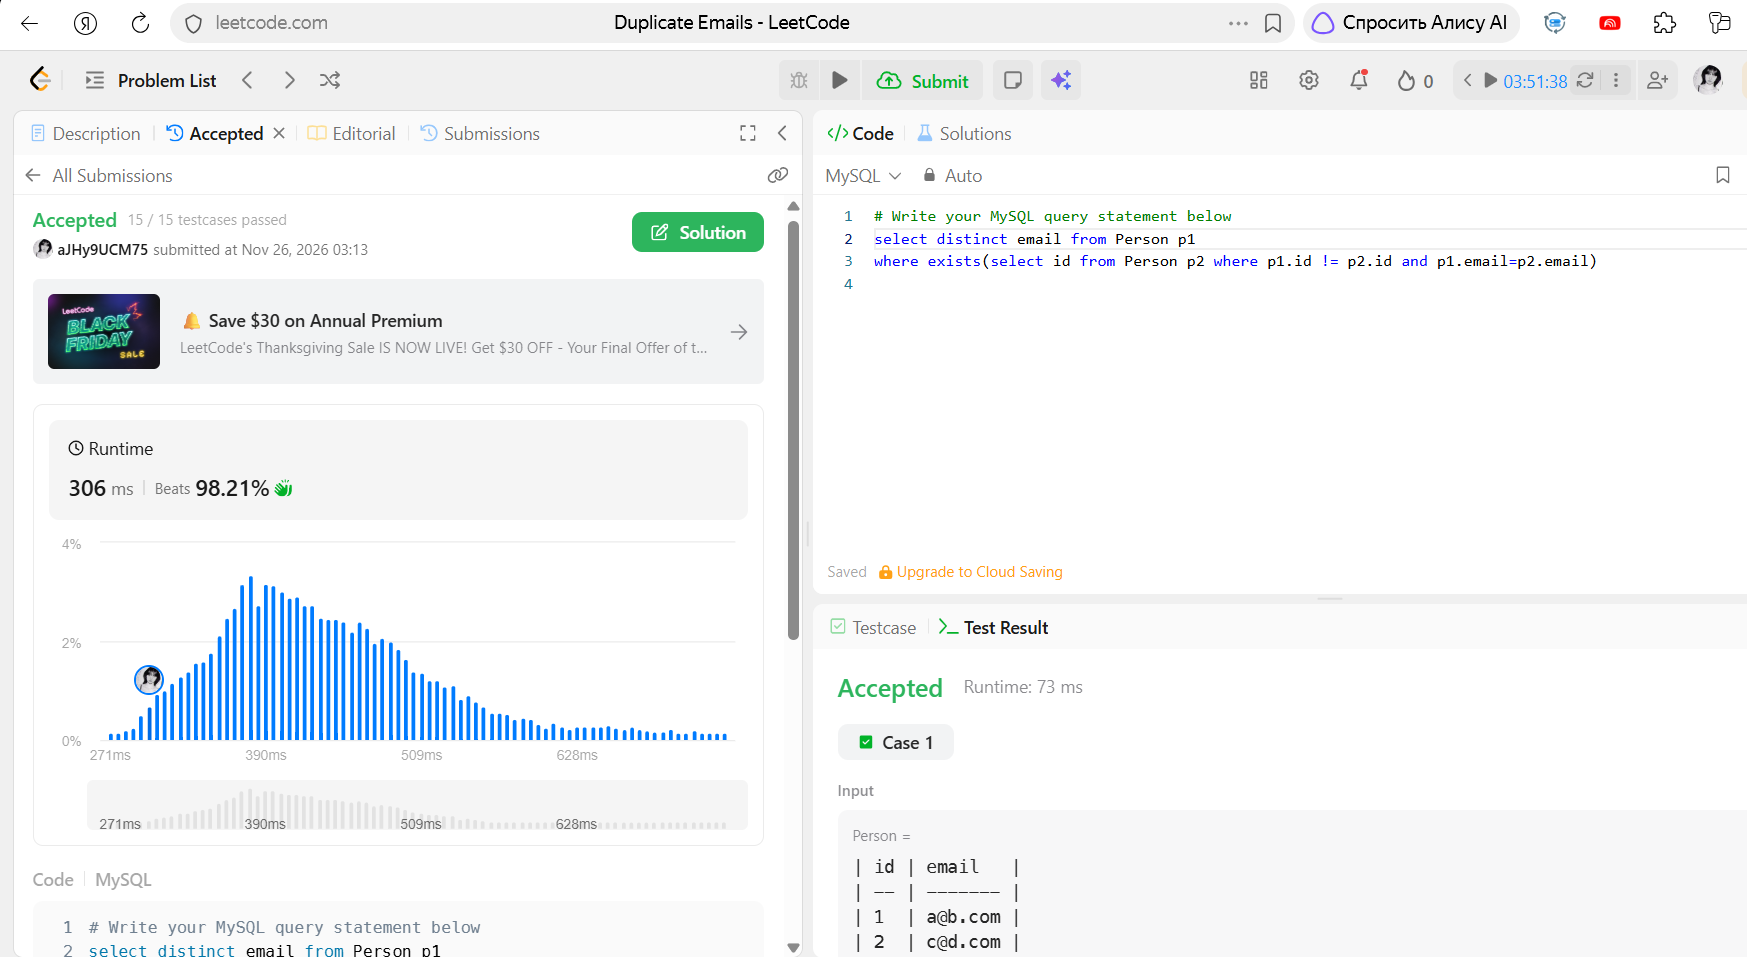 leetcode.com
Duplicate Emails - LeetCode
Спросить Алису AI
Problem List
Submit
0
03:51:38
Description
Accepted
Editorial
Submissions
All Submissions
Accepted 15 / 15 testcases passed
aJHy9UCM75 submitted at Nov 26, 2026 03:13
Solution
LeetCode
BLACK
FRIDAY
SALE
Save $30 on Annual Premium
LeetCode's Thanksgiving Sale IS NOW LIVE! Get $30 OFF - Your Final Offer of t...
Runtime
306 ms Beats 98.21%
4%
2%
0%
271ms 390ms 509ms 628ms
271ms 390ms 509ms 628ms
Code MySQL
1 # Write your MySQL query statement below
2 select distinct email from Person p1
Code
Solutions
MySQL
Auto
1 # Write your MySQL query statement below
2 select distinct email from Person p1
3 where exists(select id from Person p2 where p1.id != p2.id and p1.email=p2.email)
4
Saved Upgrade to Cloud Saving
Testcase
Test Result
Accepted Runtime: 73 ms
Case 1
Input
Person =
| id | email |
| -- | ------- |
| 1 | a@b.com |
| 2 | c@d.com |